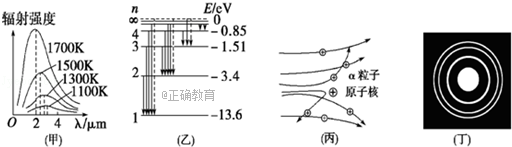 辐射强度
1700K
1500K
1300K
1100K
O 2 4 λ/μm
(甲)
n E/eV
∞ 0
4 -0.85
3 -1.51
2 -3.4
@正确教育
1 -13.6
(乙)
α粒子
原子核
(丙)
(丁)